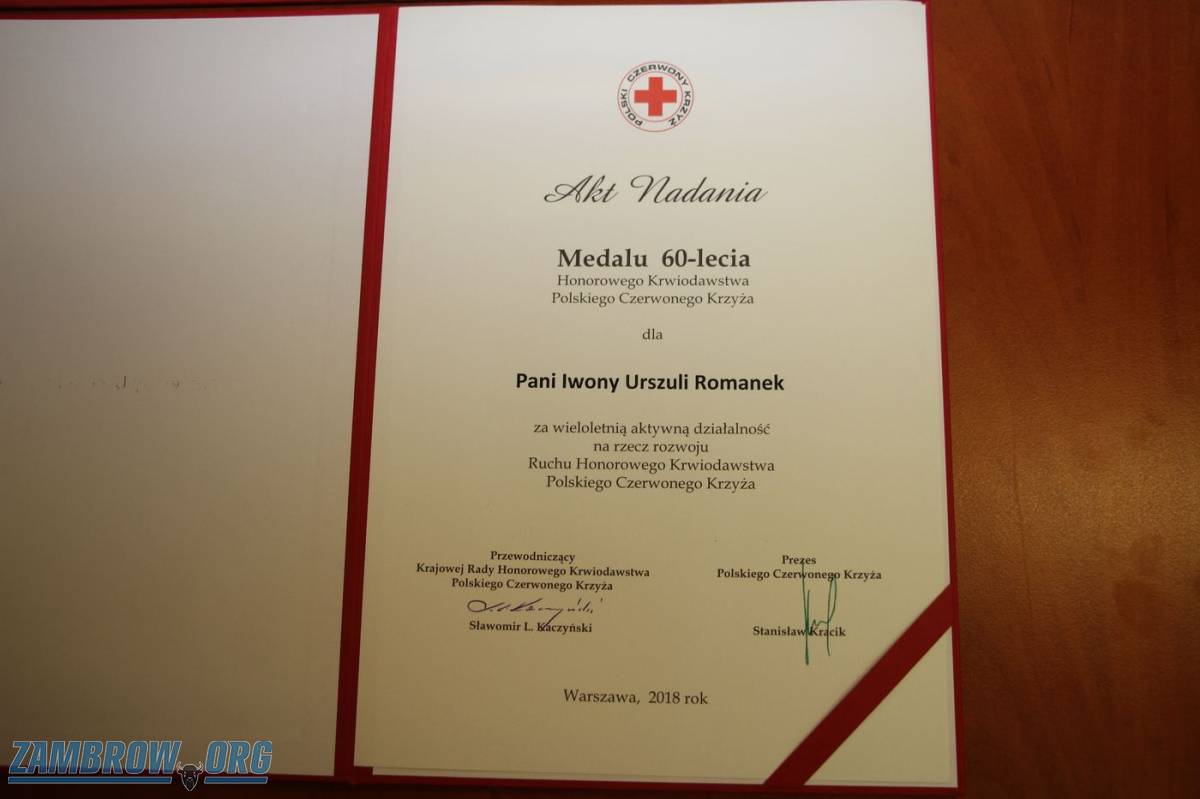 POLSKI CZERWONY KRZYŻ
Akt Nadania
Medalu 60-lecia
Honorowego Krwiodawstwa
Polskiego Czerwonego Krzyża
dla
Pani Iwony Urszuli Romanek
za wieloletnią aktywną działalność
na rzecz rozwoju
Ruchu Honorowego Krwiodawstwa
Polskiego Czerwonego Krzyża
Przewodniczący
Krajowej Rady Honorowego Krwiodawstwa
Polskiego Czerwonego Krzyża
Sławomir L. Kaczyński
Prezes
Polskiego Czerwonego Krzyża
Stanisław Kracik
Warszawa, 2018 rok
ZAMBROW.ORG